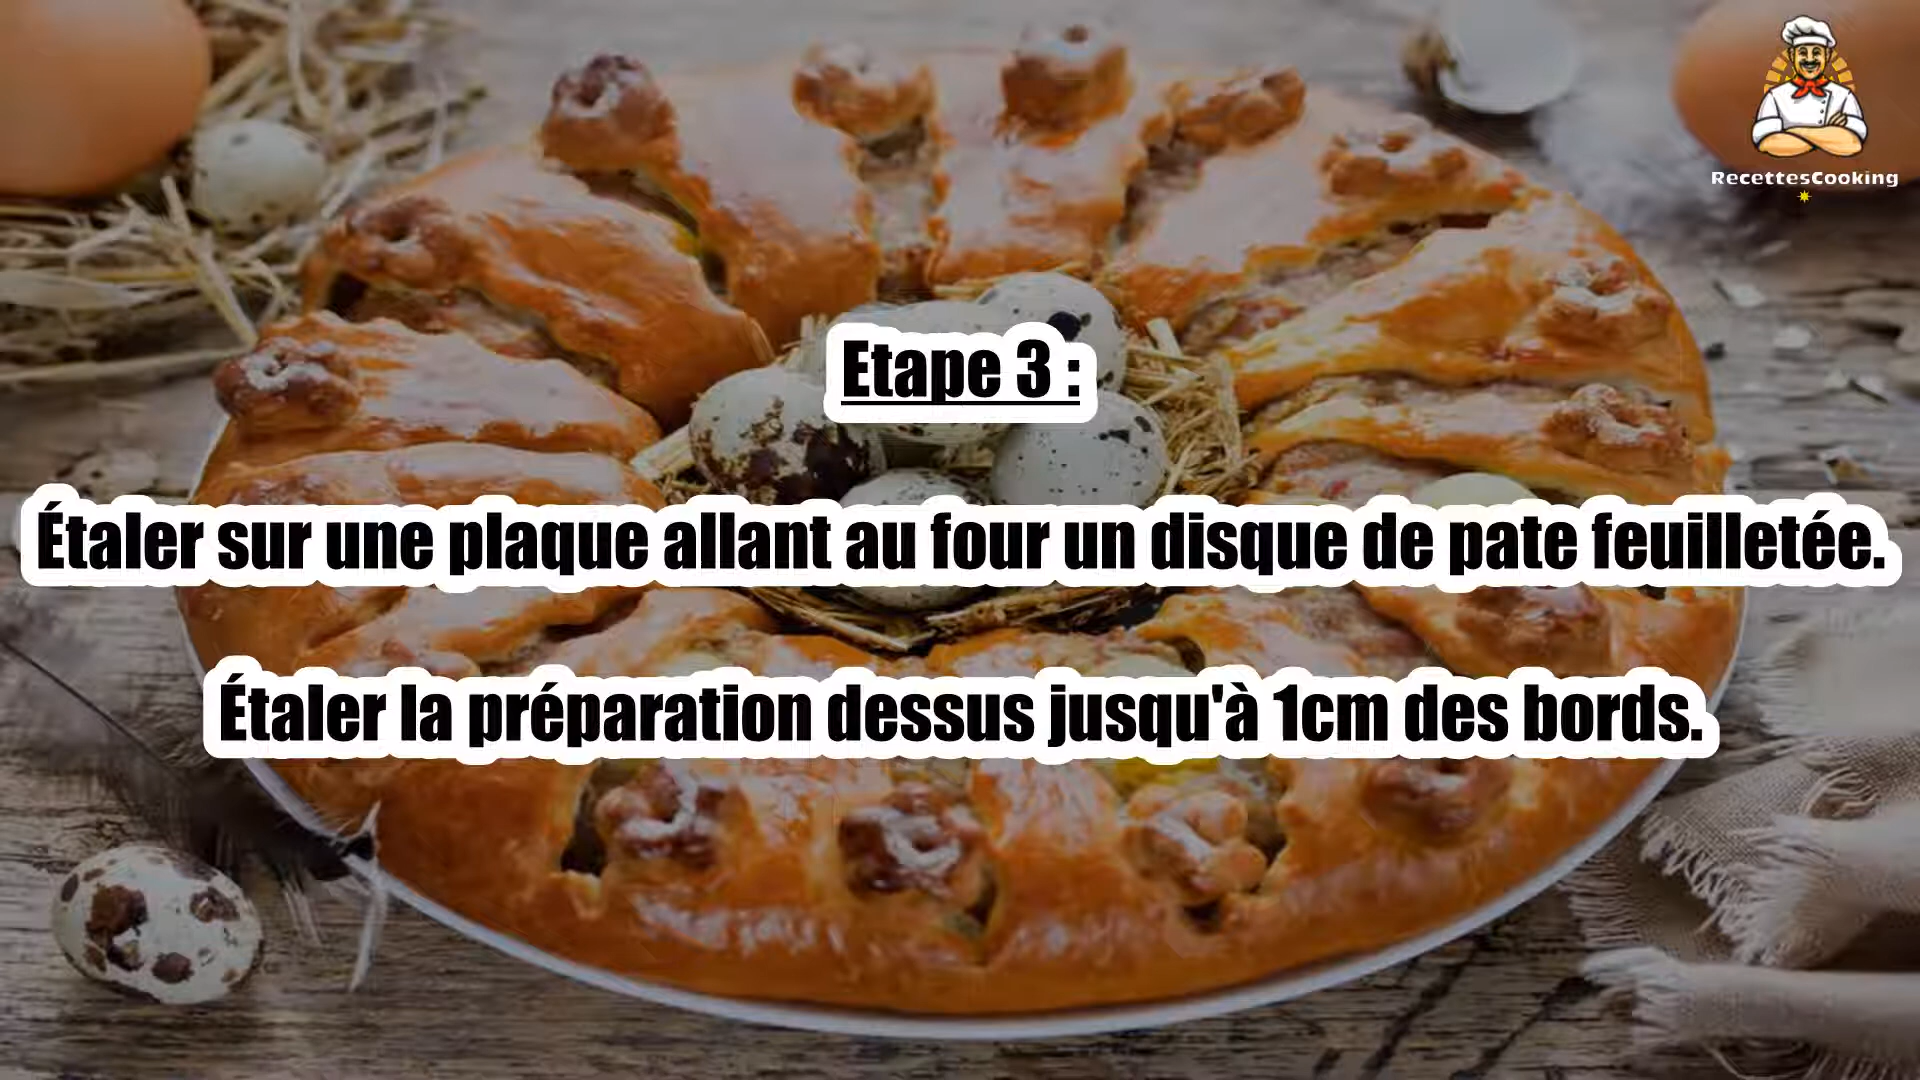 RecettesCooking
Etape 3 :
Étaler sur une plaque allant au four un disque de pate feuilletée.
Étaler la préparation dessus jusqu'à 1cm des bords.